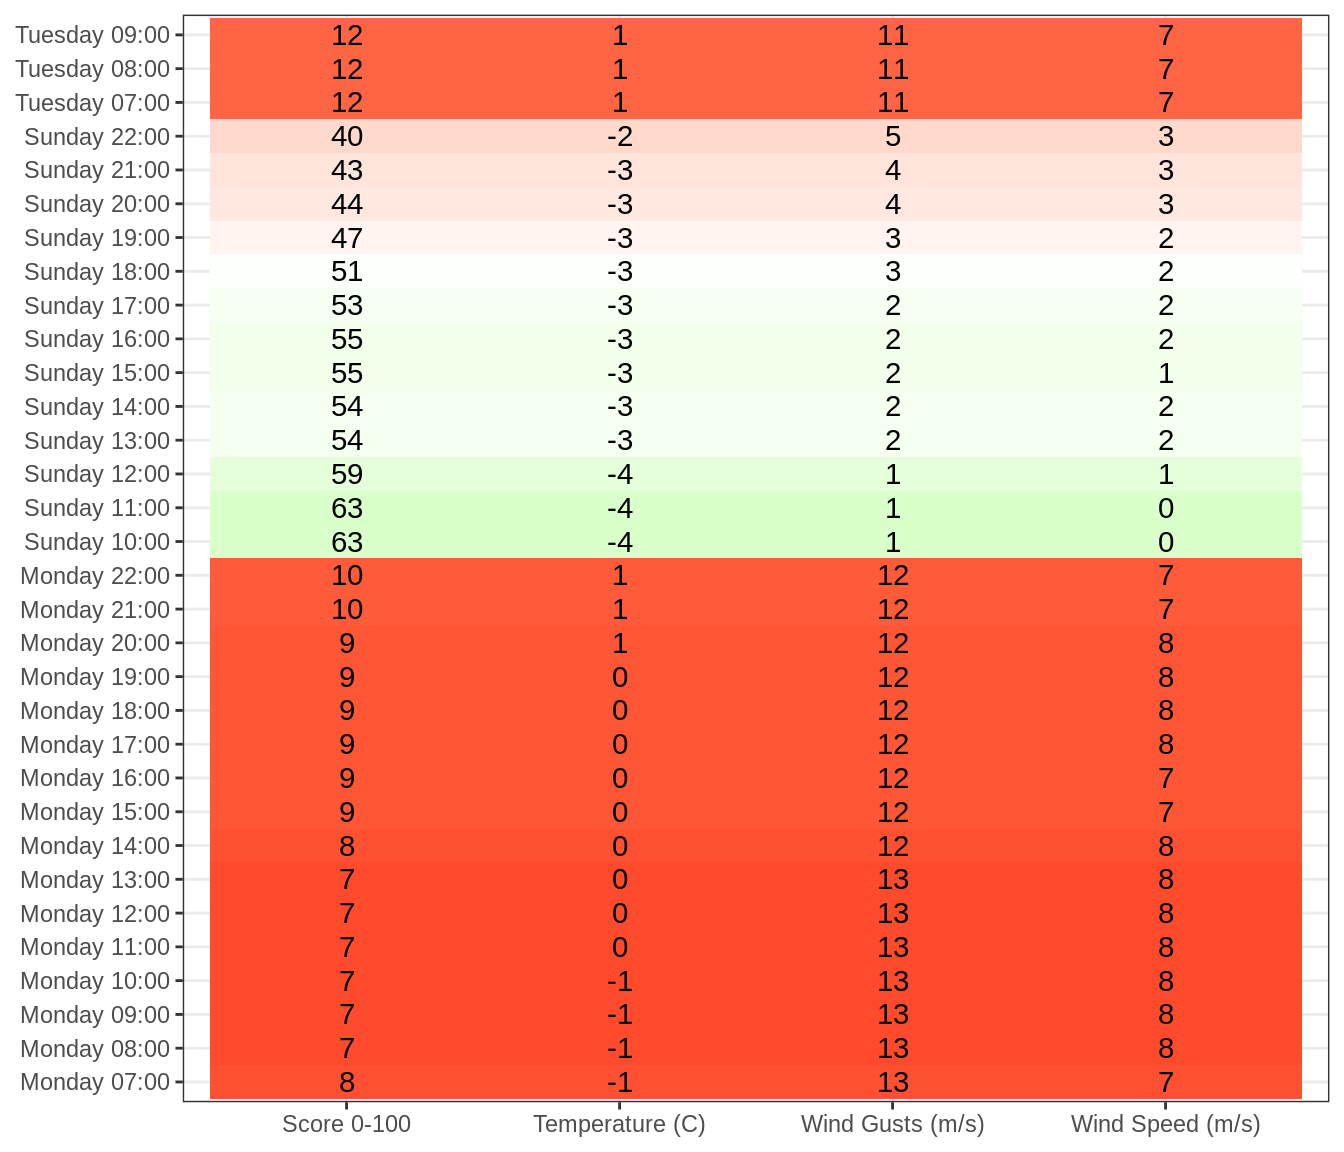 Tuesday 09:00 12 1 11 7
Tuesday 08:00 12 1 11 7
Tuesday 07:00 12 1 11 7
Sunday 22:00 40 -2 5 3
Sunday 21:00 43 -3 4 3
Sunday 20:00 44 -3 4 3
Sunday 19:00 47 -3 3 2
Sunday 18:00 51 -3 3 2
Sunday 17:00 53 -3 2 2
Sunday 16:00 55 -3 2 2
Sunday 15:00 55 -3 2 1
Sunday 14:00 54 -3 2 2
Sunday 13:00 54 -3 2 2
Sunday 12:00 59 -4 1 1
Sunday 11:00 63 -4 1 0
Sunday 10:00 63 -4 1 0
Monday 22:00 10 1 12 7
Monday 21:00 10 1 12 7
Monday 20:00 9 1 12 8
Monday 19:00 9 0 12 8
Monday 18:00 9 0 12 8
Monday 17:00 9 0 12 8
Monday 16:00 9 0 12 7
Monday 15:00 9 0 12 7
Monday 14:00 8 0 12 8
Monday 13:00 7 0 13 8
Monday 12:00 7 0 13 8
Monday 11:00 7 0 13 8
Monday 10:00 7 -1 13 8
Monday 09:00 7 -1 13 8
Monday 08:00 7 -1 13 8
Monday 07:00 8 -1 13 7
Score 0-100 Temperature (C) Wind Gusts (m/s) Wind Speed (m/s)